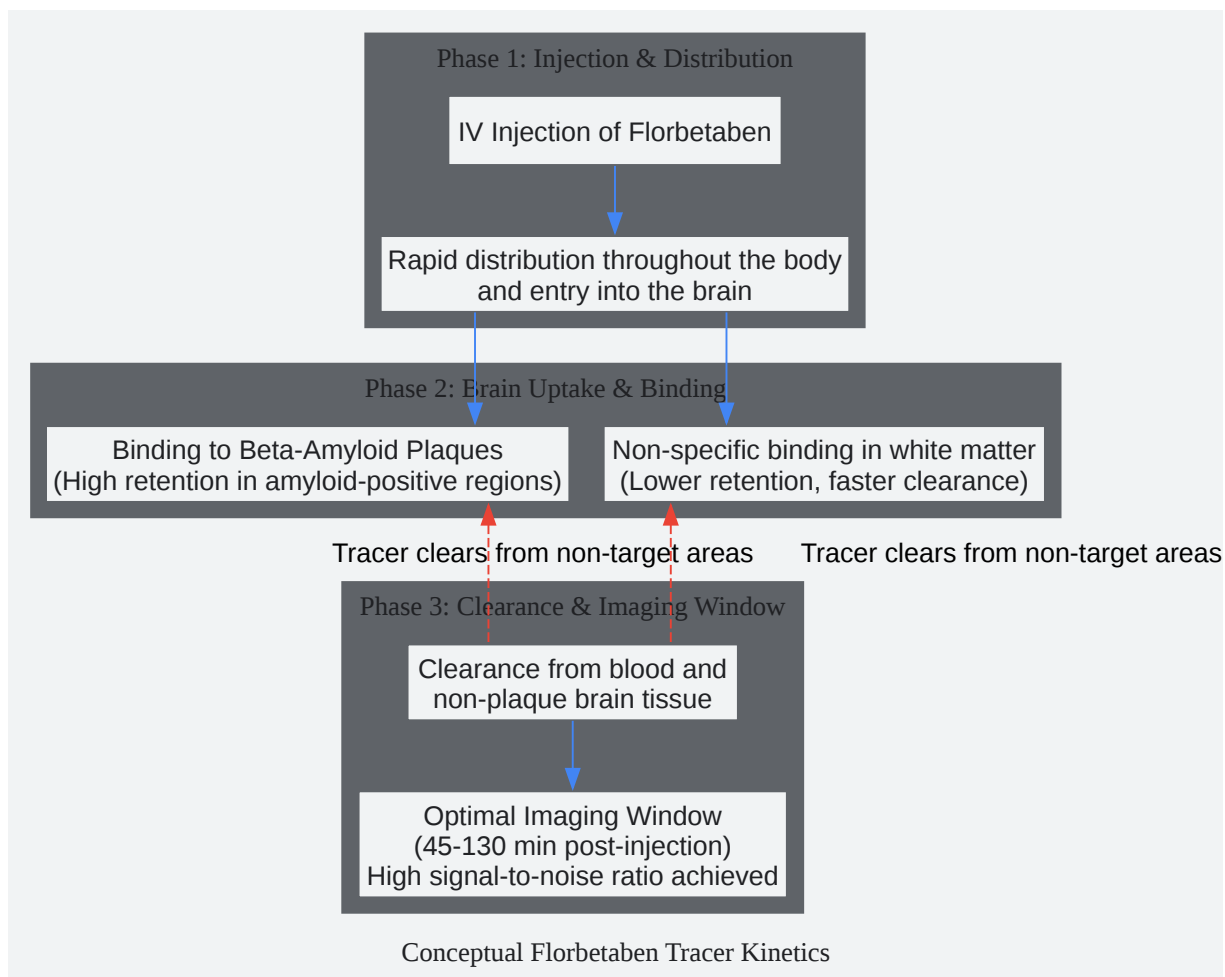 Phase 1: Injection & Distribution
IV Injection of Florbetaben
Rapid distribution throughout the body
and entry into the brain
Phase 2: Brain Uptake & Binding
Binding to Beta-Amyloid Plaques
(High retention in amyloid-positive regions)
Non-specific binding in white matter
(Lower retention, faster clearance)
Tracer clears from non-target areas
Tracer clears from non-target areas
Phase 3: Clearance & Imaging Window
Clearance from blood and
non-plaque brain tissue
Optimal Imaging Window
(45-130 min post-injection)
High signal-to-noise ratio achieved
Conceptual Florbetaben Tracer Kinetics